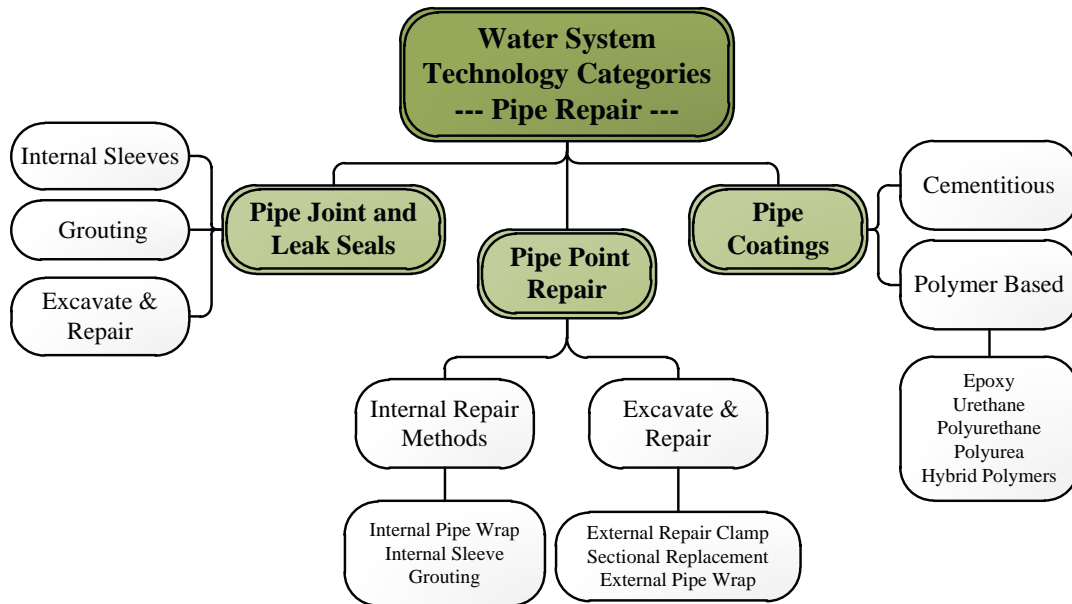 Water System
Technology Categories
--- Pipe Repair ---
Internal Sleeves
Grouting
Excavate &
Repair
Pipe Joint and
Leak Seals
Pipe Point
Repair
Internal Repair
Methods
Internal Pipe Wrap
Internal Sleeve
Grouting
Excavate &
Repair
External Repair Clamp
Sectional Replacement
External Pipe Wrap
Pipe
Coatings
Cementitious
Polymer Based
Epoxy
Urethane
Polyurethane
Polyurea
Hybrid Polymers